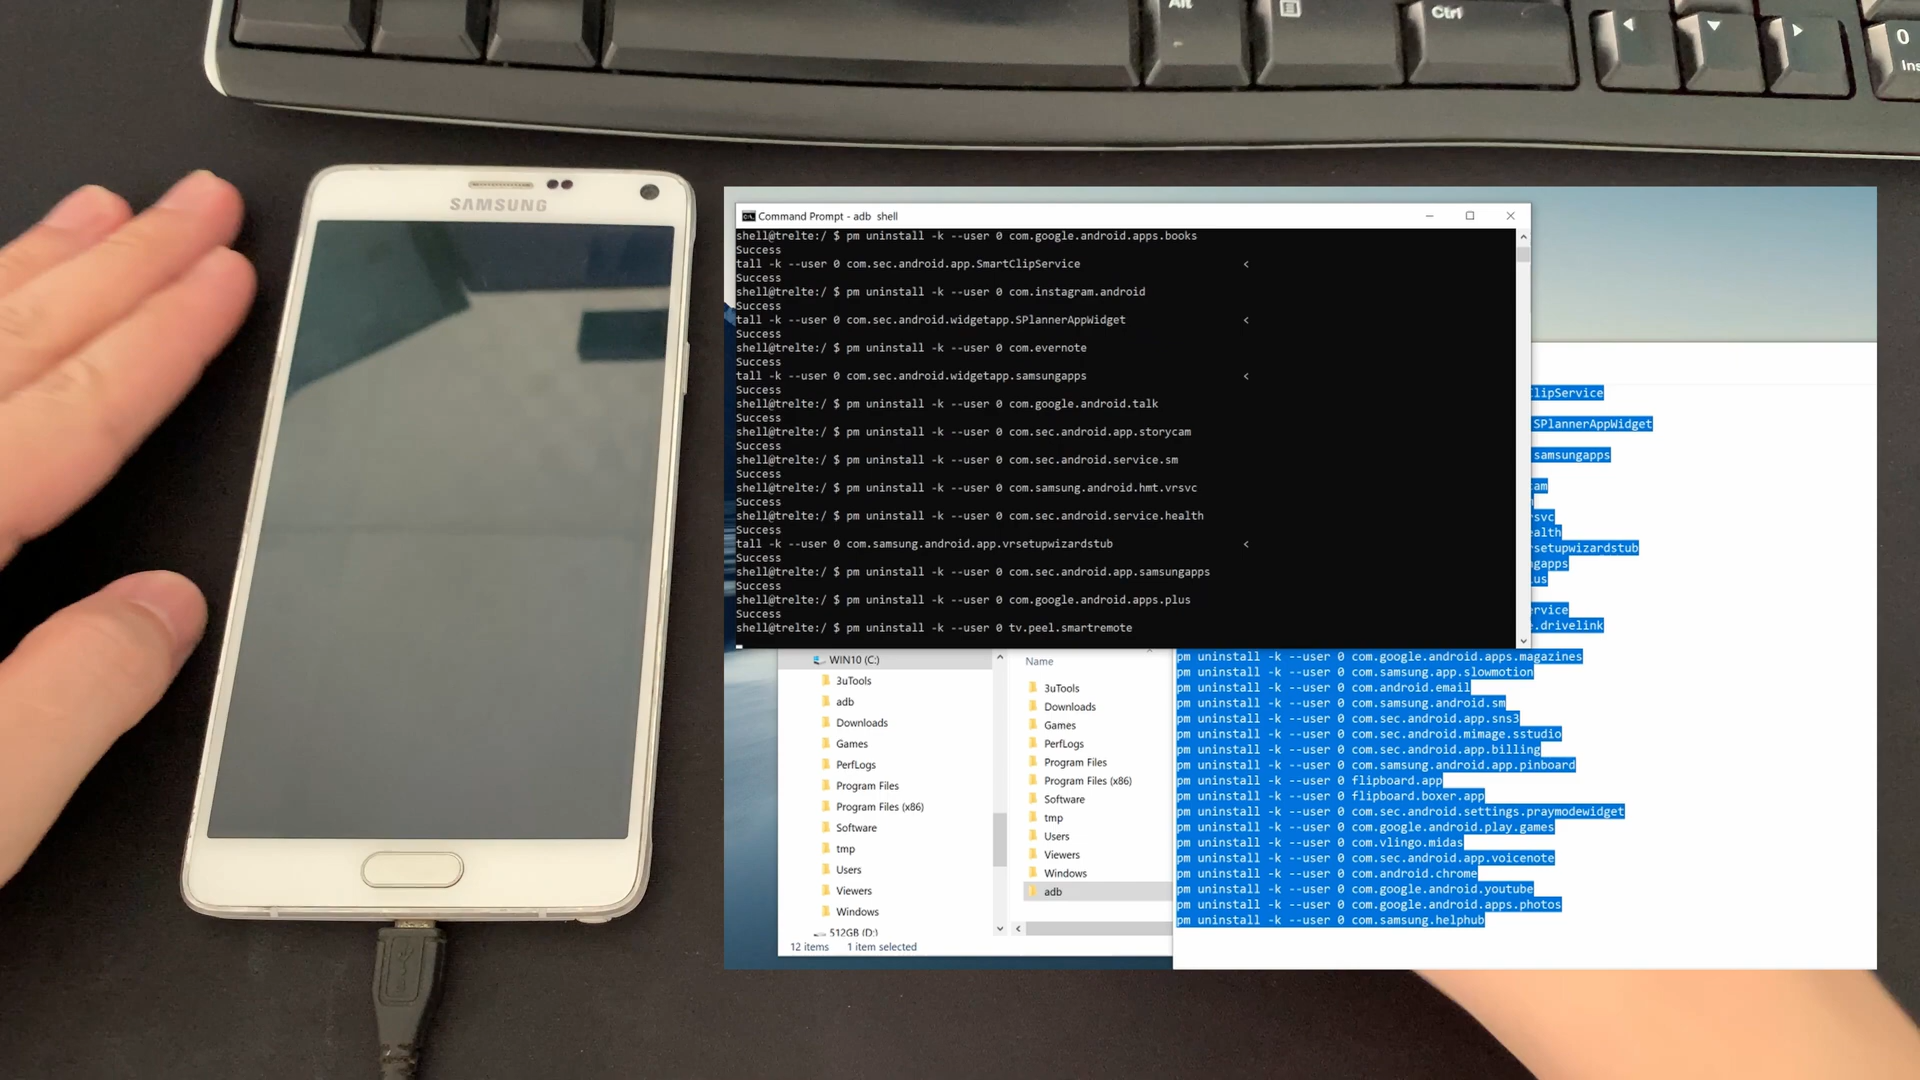 Alt
Ctrl
0
Ins
SAMSUNG
Command Prompt - adb shell
shell@trelte:/ $ pm uninstall -k --user 0 com.google.android.apps.books
Success
tall -k --user 0 com.sec.android.app.SmartClipService <
Success
shell@trelte:/ $ pm uninstall -k --user 0 com.instagram.android
Success
tall -k --user 0 com.sec.android.widgetapp.SPlannerAppWidget <
Success
shell@trelte:/ $ pm uninstall -k --user 0 com.evernote
Success
tall -k --user 0 com.sec.android.widgetapp.samsungapps <
Success
shell@trelte:/ $ pm uninstall -k --user 0 com.google.android.talk
Success
shell@trelte:/ $ pm uninstall -k --user 0 com.sec.android.app.storycam
Success
shell@trelte:/ $ pm uninstall -k --user 0 com.sec.android.service.sm
Success
shell@trelte:/ $ pm uninstall -k --user 0 com.samsung.android.hmt.vrsvc
Success
shell@trelte:/ $ pm uninstall -k --user 0 com.sec.android.service.health
Success
tall -k --user 0 com.samsung.android.app.vrsetupwizardstub <
Success
shell@trelte:/ $ pm uninstall -k --user 0 com.sec.android.app.samsungapps
Success
shell@trelte:/ $ pm uninstall -k --user 0 com.google.android.apps.plus
Success
shell@trelte:/ $ pm uninstall -k --user 0 tv.peel.smartremote
lipService
SPlannerAppWidget
samsungapps
am
svc
alth
setupwizardstub
gapps
us
rvice
.drivelink
pm uninstall -k --user 0 com.google.android.apps.magazines
pm uninstall -k --user 0 com.samsung.app.slowmotion
pm uninstall -k --user 0 com.android.email
pm uninstall -k --user 0 com.samsung.android.sm
pm uninstall -k --user 0 com.sec.android.app.sns3
pm uninstall -k --user 0 com.sec.android.mimage.sstudio
pm uninstall -k --user 0 com.sec.android.app.billing
pm uninstall -k --user 0 com.samsung.android.app.pinboard
pm uninstall -k --user 0 flipboard.app
pm uninstall -k --user 0 flipboard.boxer.app
pm uninstall -k --user 0 com.sec.android.settings.praymodewidget
pm uninstall -k --user 0 com.google.android.play.games
pm uninstall -k --user 0 com.vlingo.midas
pm uninstall -k --user 0 com.sec.android.app.voicenote
pm uninstall -k --user 0 com.android.chrome
pm uninstall -k --user 0 com.google.android.youtube
pm uninstall -k --user 0 com.google.android.apps.photos
pm uninstall -k --user 0 com.samsung.helphub
WIN10 (C:)
3uTools
adb
Downloads
Games
PerfLogs
Program Files
Program Files (x86)
Software
tmp
Users
Viewers
Windows
512GB (D:)
Name
3uTools
Downloads
Games
PerfLogs
Program Files
Program Files (x86)
Software
tmp
Users
Viewers
Windows
adb
12 items 1 item selected